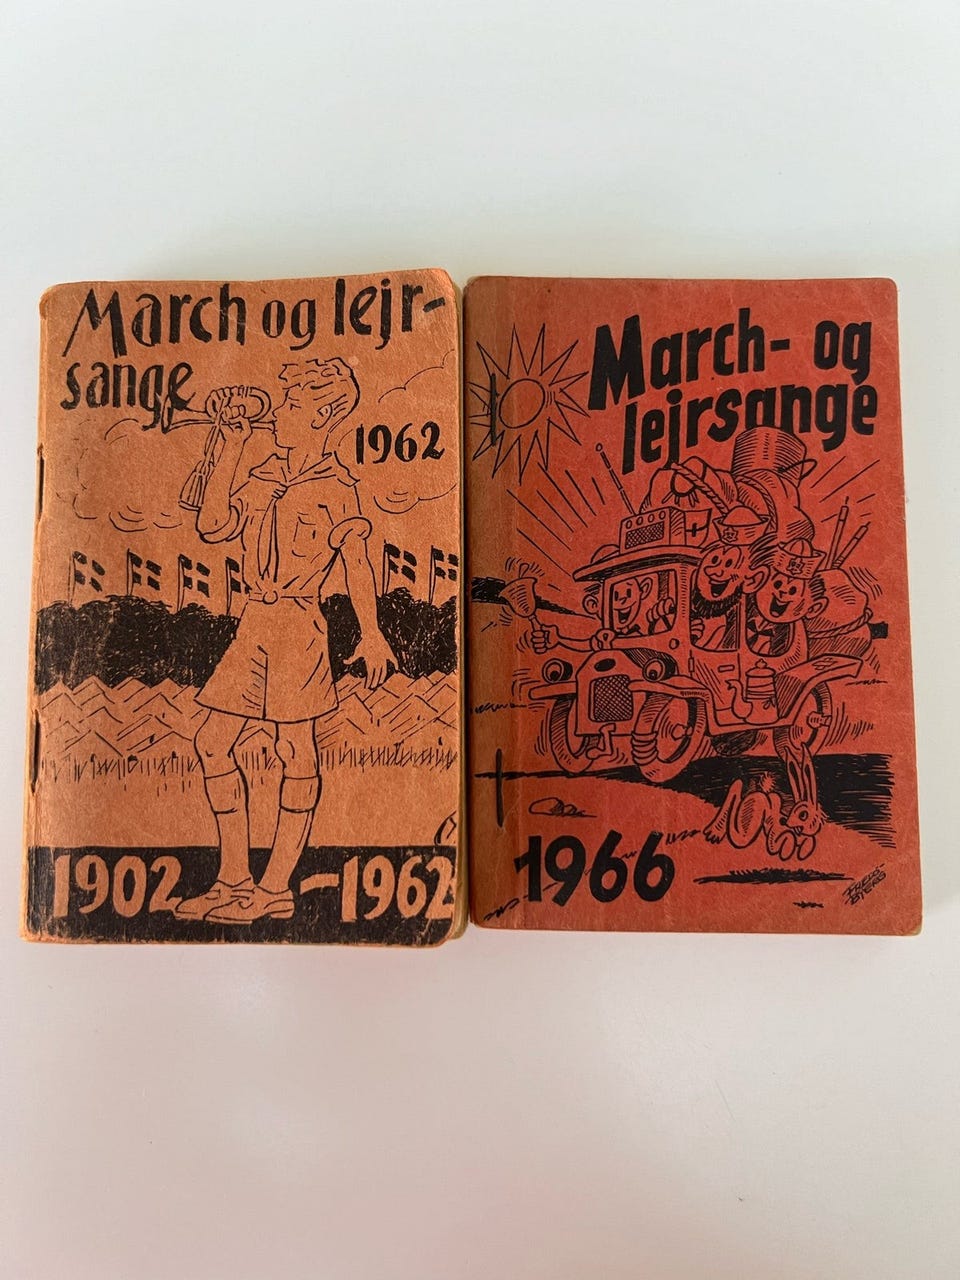 March og lejr-
sange
1962
1902 - 1962
March- og
lejrsange
1966